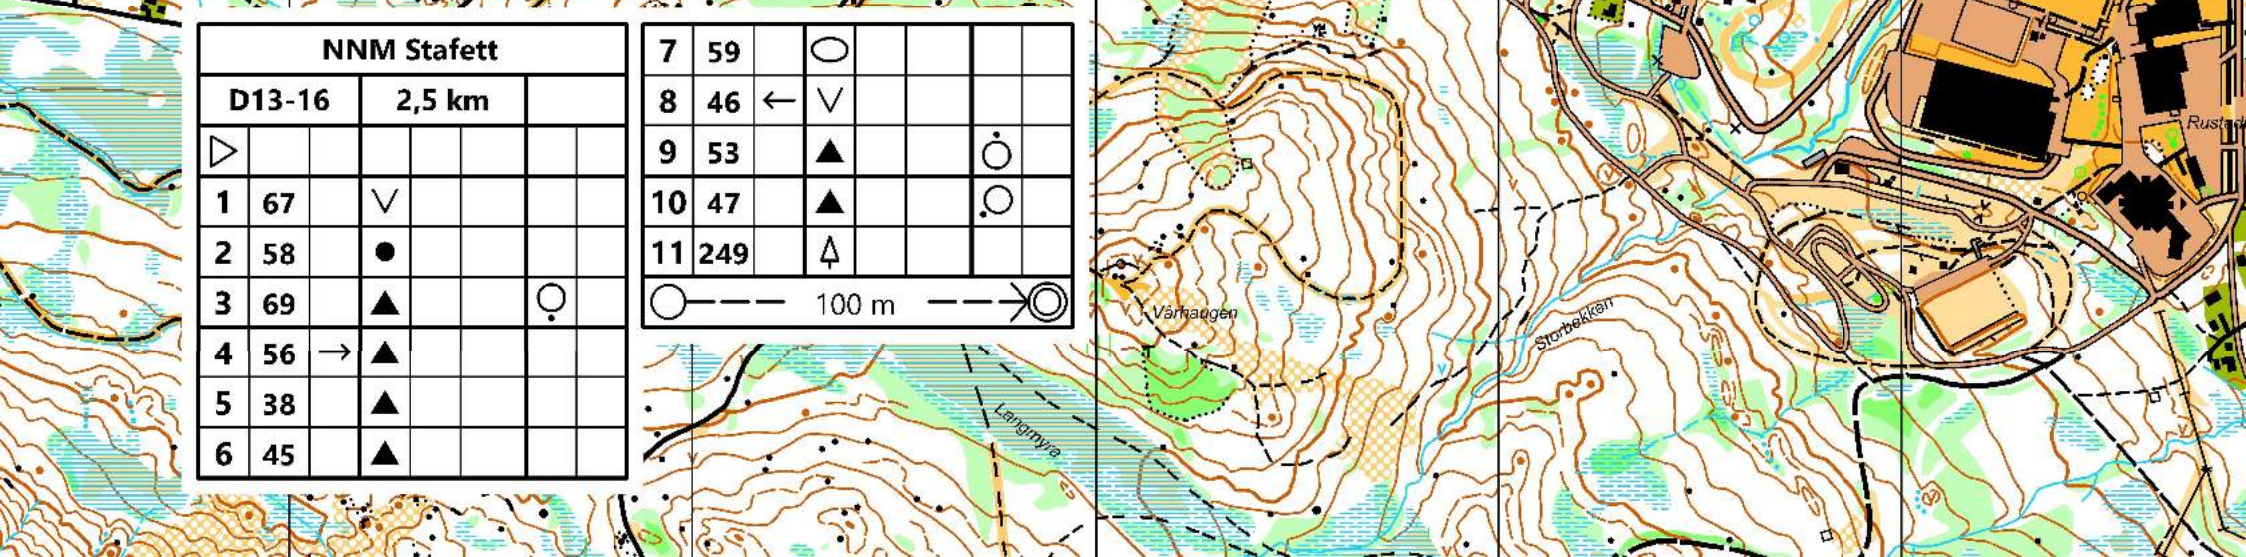 NNM Stafett
D13-16 2,5 km
1 67
2 58
3 69
4 56 →
5 38
6 45
7 59
8 46 ←
9 53
10 47
11 249
100 m
Vårhaugen
Langmyra
Storbekken